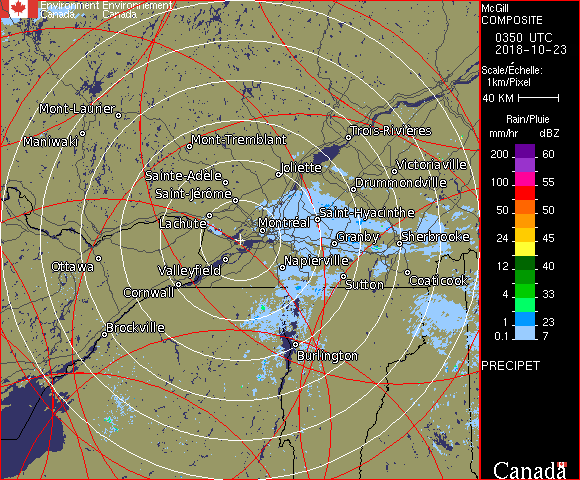 Environment Environnement
Canada Canada
McGill
COMPOSITE
0350 UTC
2018-10-23
Scale/Échelle:
1km/Pixel
40 KM
Rain/Pluie
mm/hr dBZ
200 60
100 55
50 50
24 45
12 40
4 33
1 23
0.1 7
PRECIPET
Canada
Mont-Laurier
Maniwaki
Mont-Tremblant
Trois-Rivières
Sainte-Adèle
Joliette
Victoriaville
Saint-Jérôme
Drummondville
Lachute
Montréal
Saint-Hyacinthe
Granby
Sherbrooke
Ottawa
Valleyfield
Napierville
Cornwall
Sutton
Coaticook
Brockville
Burlington